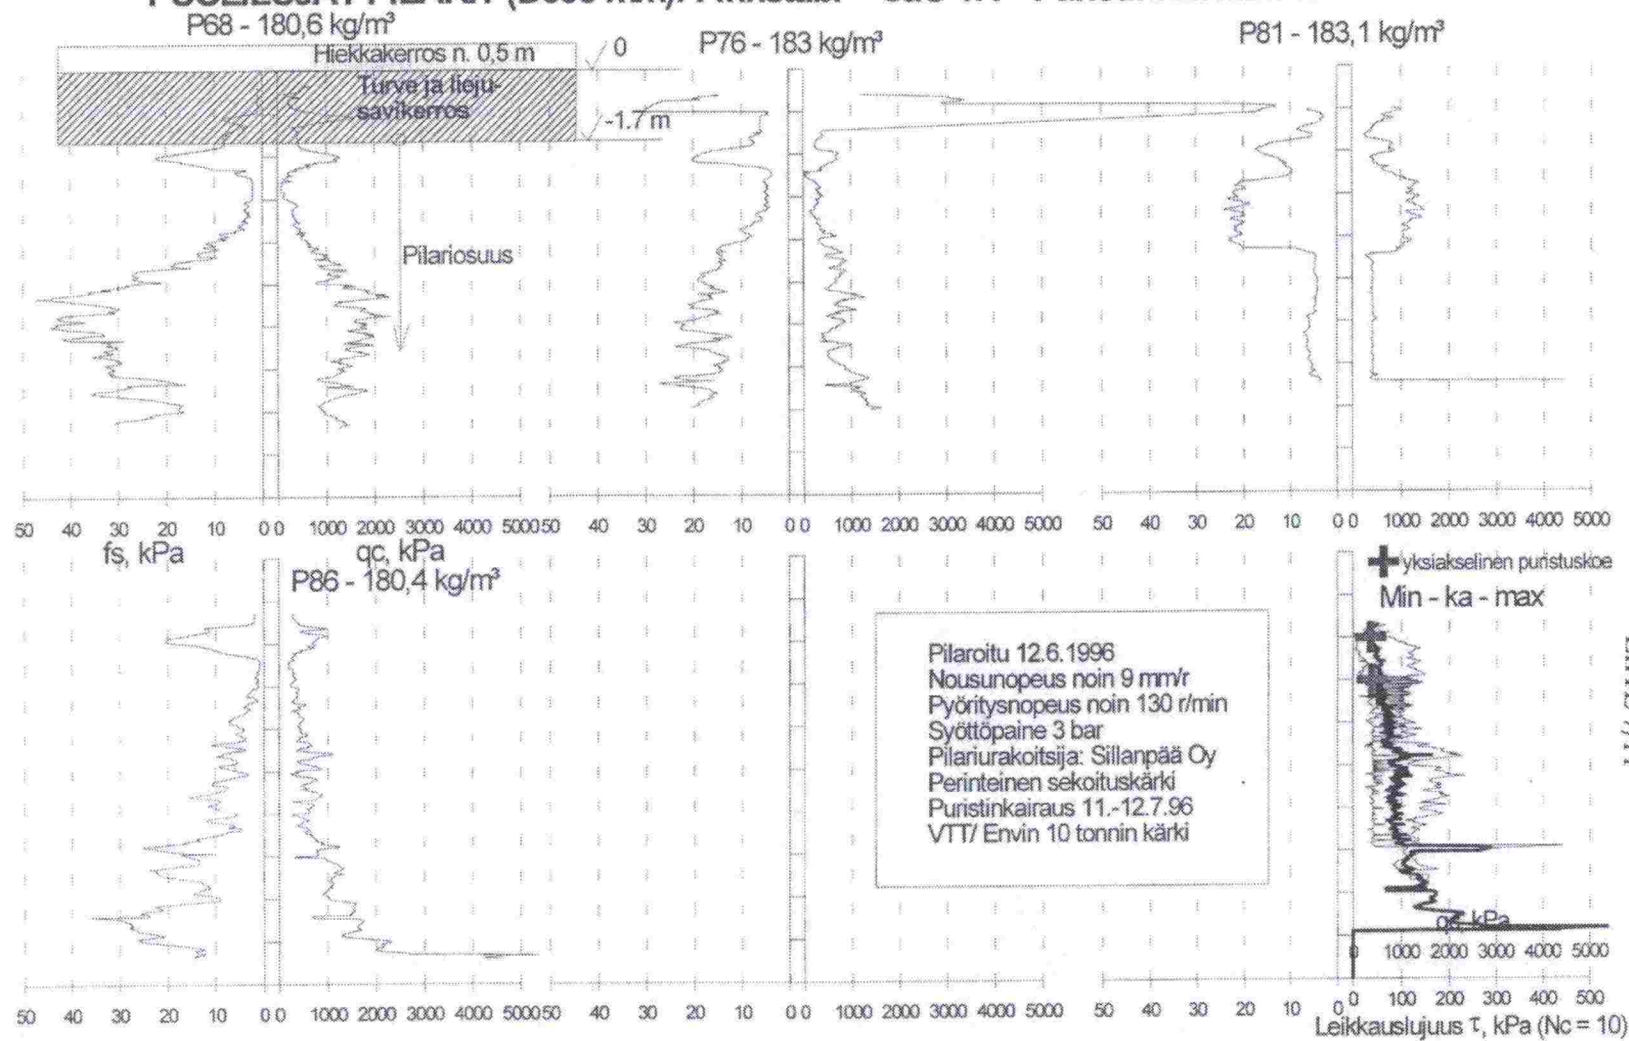 P68 - 180,6 kg/m³
P76 - 183 kg/m³
P81 - 183,1 kg/m³
Hiekkakerros n. 0,5 m
0
Turve ja lieju-
savikerros
-1.7 m
Pilariosuus
50 40 30 20 10 0 0 1000 2000 3000 4000 5000
50 40 30 20 10 0 0 1000 2000 3000 4000 5000
50 40 30 20 10 0 0 1000 2000 3000 4000 5000
fs, kPa
qc, kPa
P86 - 180,4 kg/m³
yksiakselinen puristuskoe
Min - ka - max
Pilaroitu 12.6.1996
Nousunopeus noin 9 mm/r
Pyöritysnopeus noin 130 r/min
Syöttöpaine 3 bar
Pilariurakoitsija: Sillanpää Oy
Perinteinen sekoituskärki
Puristinkairaus 11.-12.7.96
VTT/ Envin 10 tonnin kärki
kPa
1000 2000 3000 4000 5000
50 40 30 20 10 0 0 1000 2000 3000 4000 5000
50 40 30 20 10 0 0 1000 2000 3000 4000 5000
50 40 30 20 10 0 100 200 300 400 500
Leikkauslujuus τ, kPa (Nc = 10)